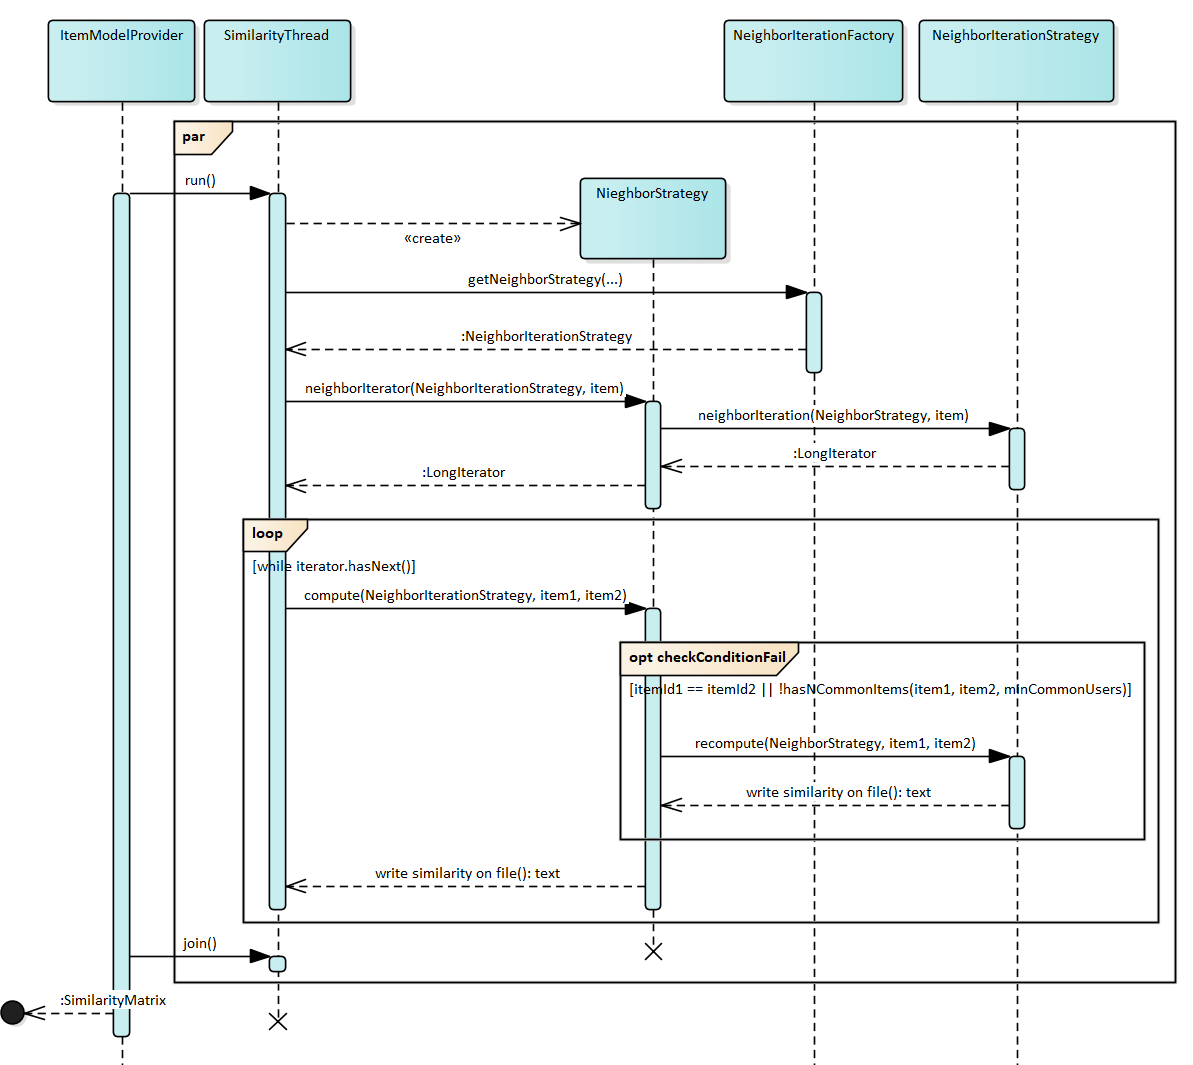 ItemModelProvider
SimilarityThread
NeighborIterationFactory
NeighborIterationStrategy
par
run()
NieghborStrategy
«create»
getNeighborStrategy(...)
:NeighborIterationStrategy
neighborIterator(NeighborIterationStrategy, item)
neighborIteration(NeighborStrategy, item)
:LongIterator
:LongIterator
loop
[while iterator.hasNext()]
compute(NeighborIterationStrategy, item1, item2)
opt checkConditionFail
[itemId1 == itemId2 || !hasNCommonItems(item1, item2, minCommonUsers)]
recompute(NeighborStrategy, item1, item2)
write similarity on file(): text
write similarity on file(): text
join()
:SimilarityMatrix